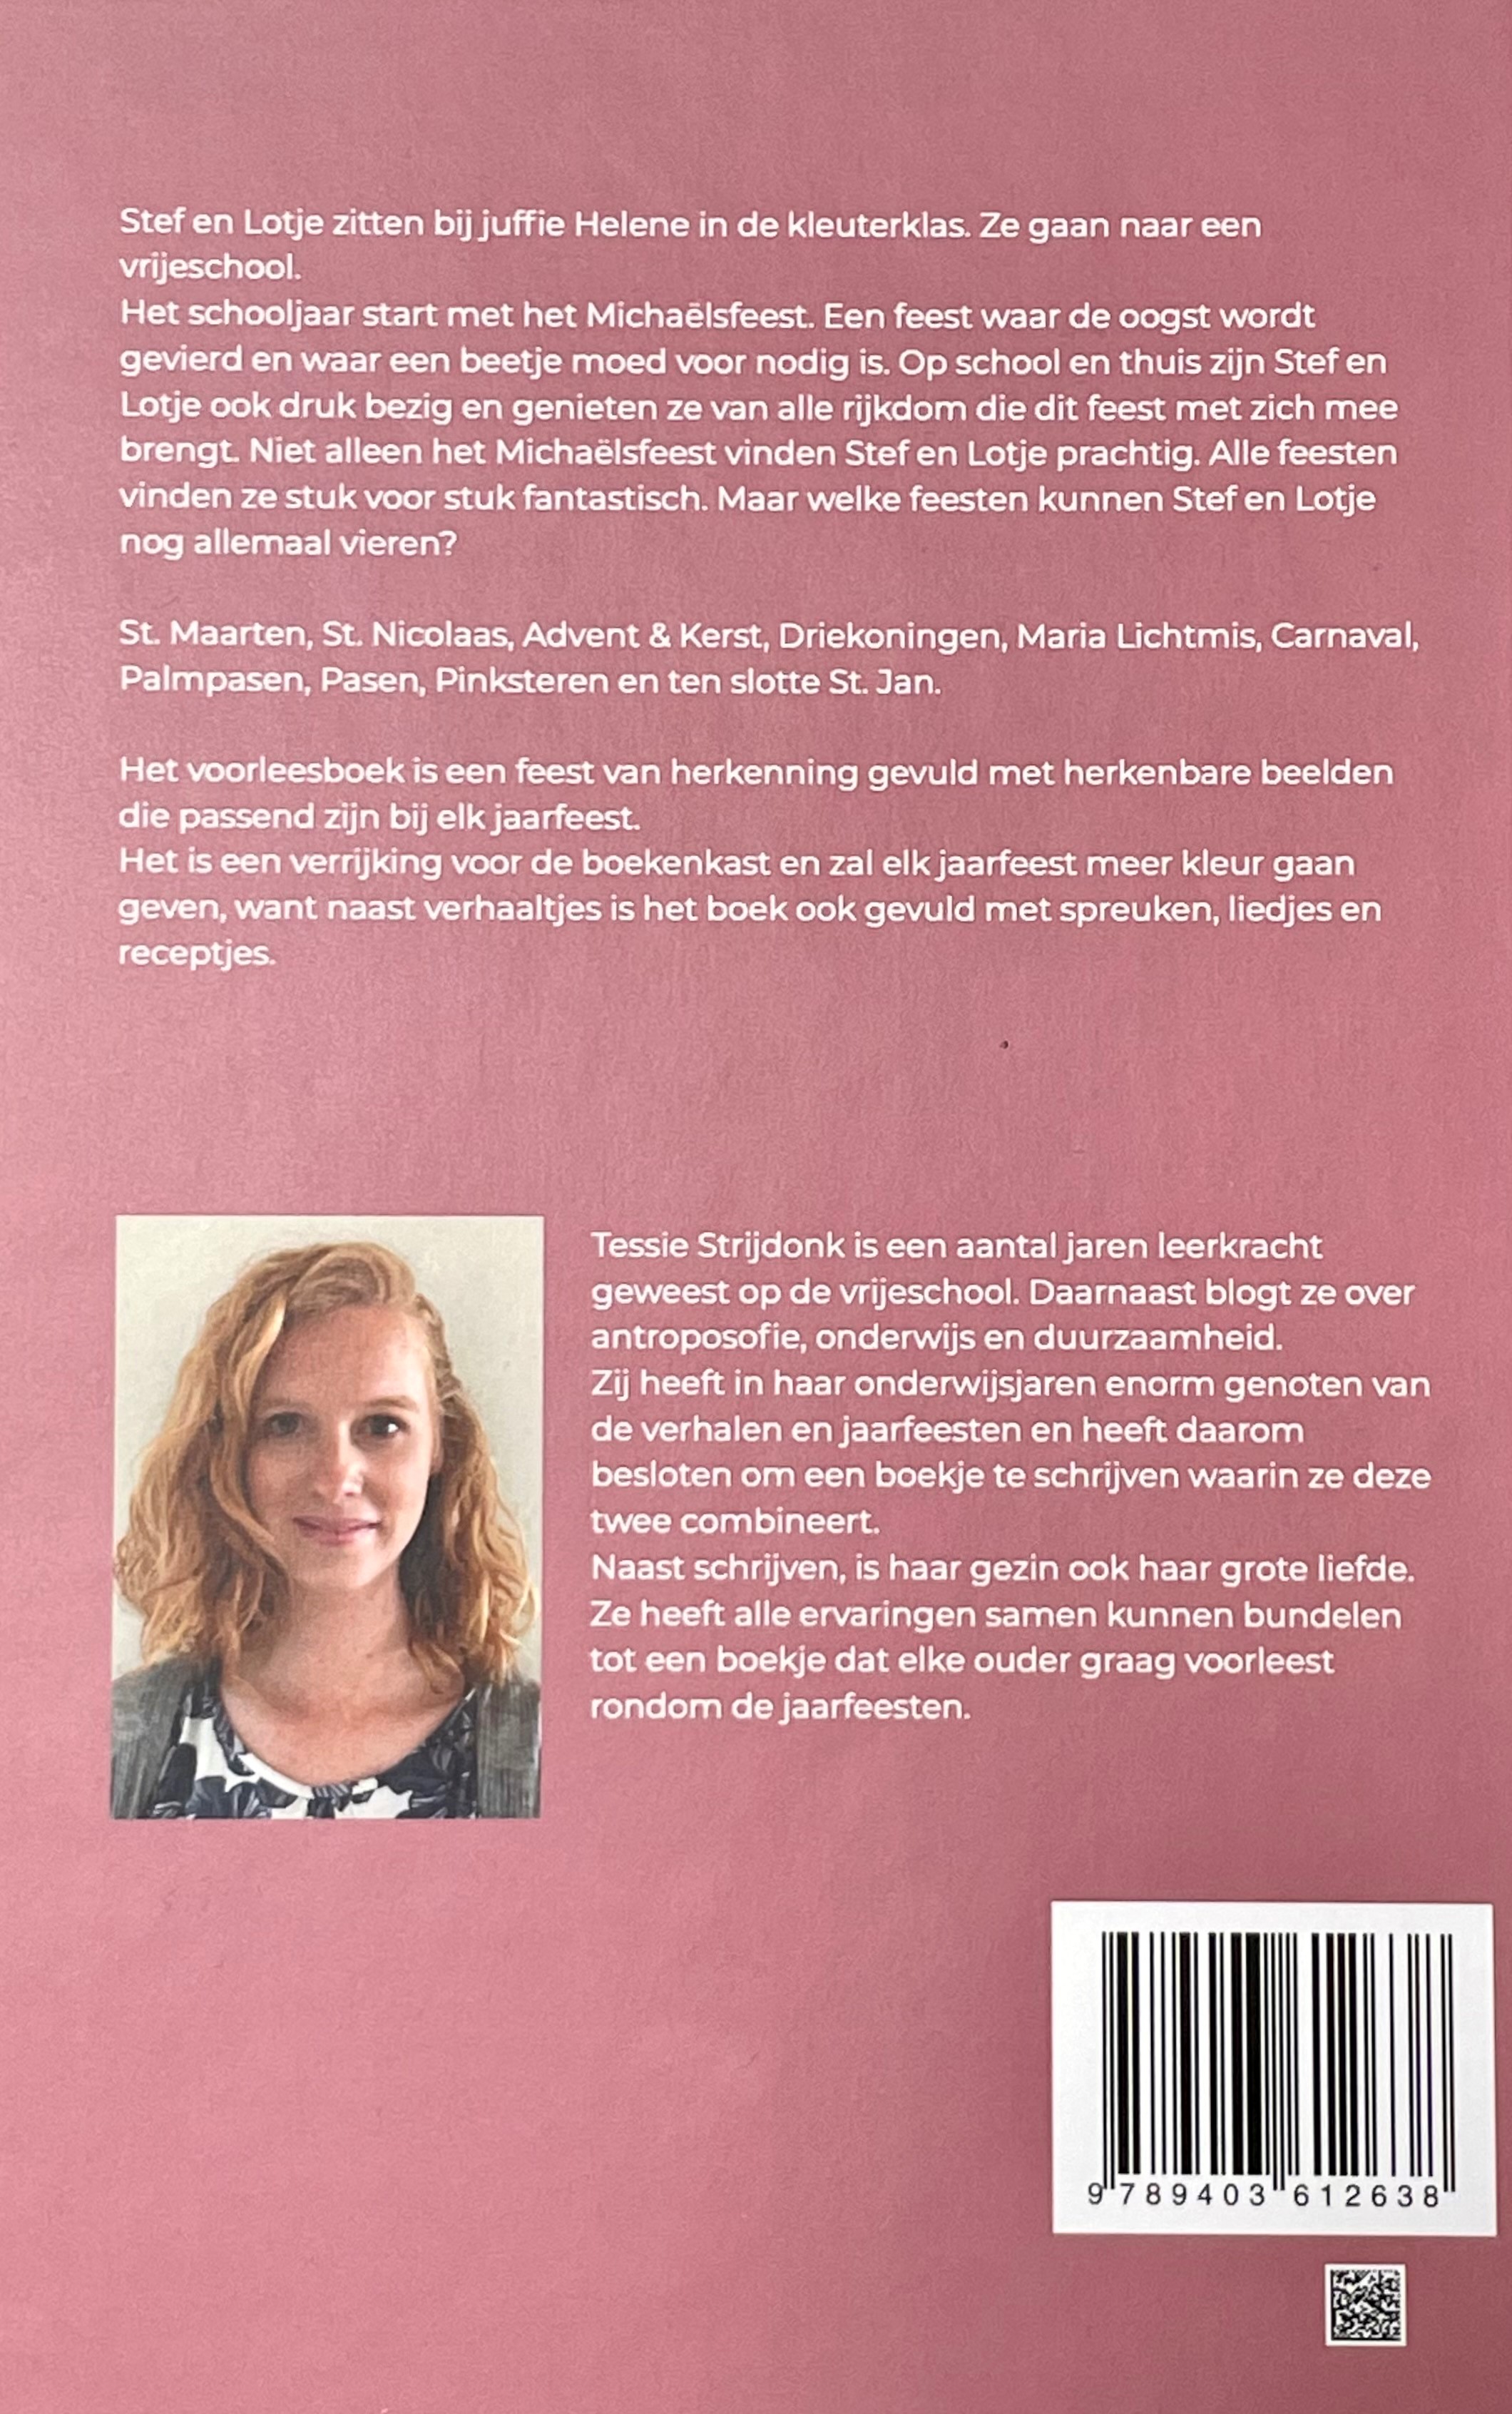 Stef en Lotje zitten bij juffie Helene in de kleuterklas. Ze gaan naar een
vrijeschool.
Het schooljaar start met het Michaëlsfeest. Een feest waar de oogst wordt
gevierd en waar een beetje moed voor nodig is. Op school en thuis zijn Stef en
Lotje ook druk bezig en genieten ze van alle rijkdom die dit feest met zich mee
brengt. Niet alleen het Michaëlsfeest vinden Stef en Lotje prachtig. Alle feesten
vinden ze stuk voor stuk fantastisch. Maar welke feesten kunnen Stef en Lotje
nog allemaal vieren?
St. Maarten, St. Nicolaas, Advent & Kerst, Driekoningen, Maria Lichtmis, Carnaval,
Palmpasen, Pasen, Pinksteren en ten slotte St. Jan.
Het voorleesboek is een feest van herkenning gevuld met herkenbare beelden
die passend zijn bij elk jaarfeest.
Het is een verrijking voor de boekenkast en zal elk jaarfeest meer kleur gaan
geven, want naast verhaaltjes is het boek ook gevuld met spreuken, liedjes en
receptjes.
Tessie Strijdonk is een aantal jaren leerkracht
geweest op de vrijeschool. Daarnaast blogt ze over
antroposofie, onderwijs en duurzaamheid.
Zij heeft in haar onderwijsjaren enorm genoten van
de verhalen en jaarfeesten en heeft daarom
besloten om een boekje te schrijven waarin ze deze
twee combineert.
Naast schrijven, is haar gezin ook haar grote liefde.
Ze heeft alle ervaringen samen kunnen bundelen
tot een boekje dat elke ouder graag voorleest
rondom de jaarfeesten.
9 789403 612638